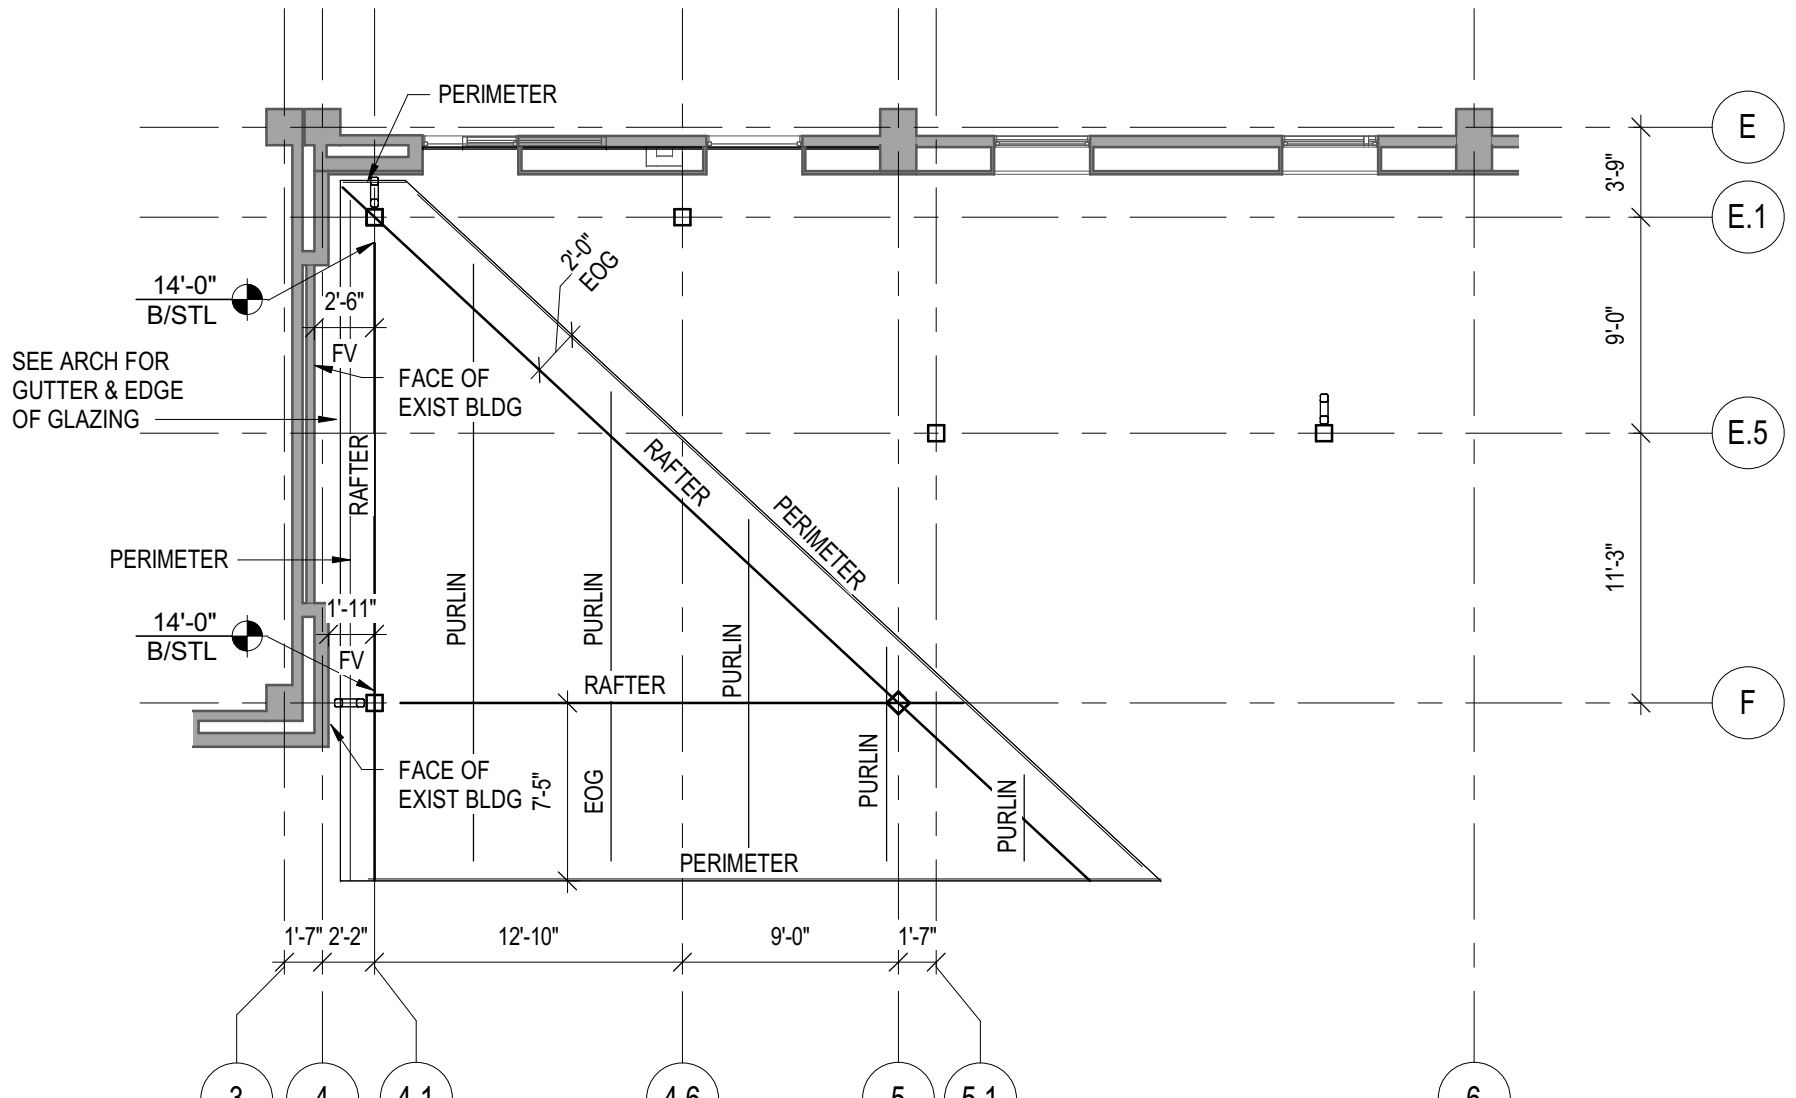 PERIMETER
E
3'-9"
E.1
2'-0"
EOG
14'-0"
B/STL
2'-6"
FV
9'-0"
SEE ARCH FOR
GUTTER & EDGE
OF GLAZING
FACE OF
EXIST BLDG
E.5
RAFTER
RAFTER
PERIMETER
PERIMETER
11'-3"
PURLIN
PURLIN
PURLIN
1'-11"
14'-0"
B/STL
FV
RAFTER
F
FACE OF
EXIST BLDG
7'-5"
EOG
PURLIN
PURLIN
PERIMETER
1'-7"
2'-2"
12'-10"
9'-0"
1'-7"
3
4
4.1
4.6
5
5.1
6